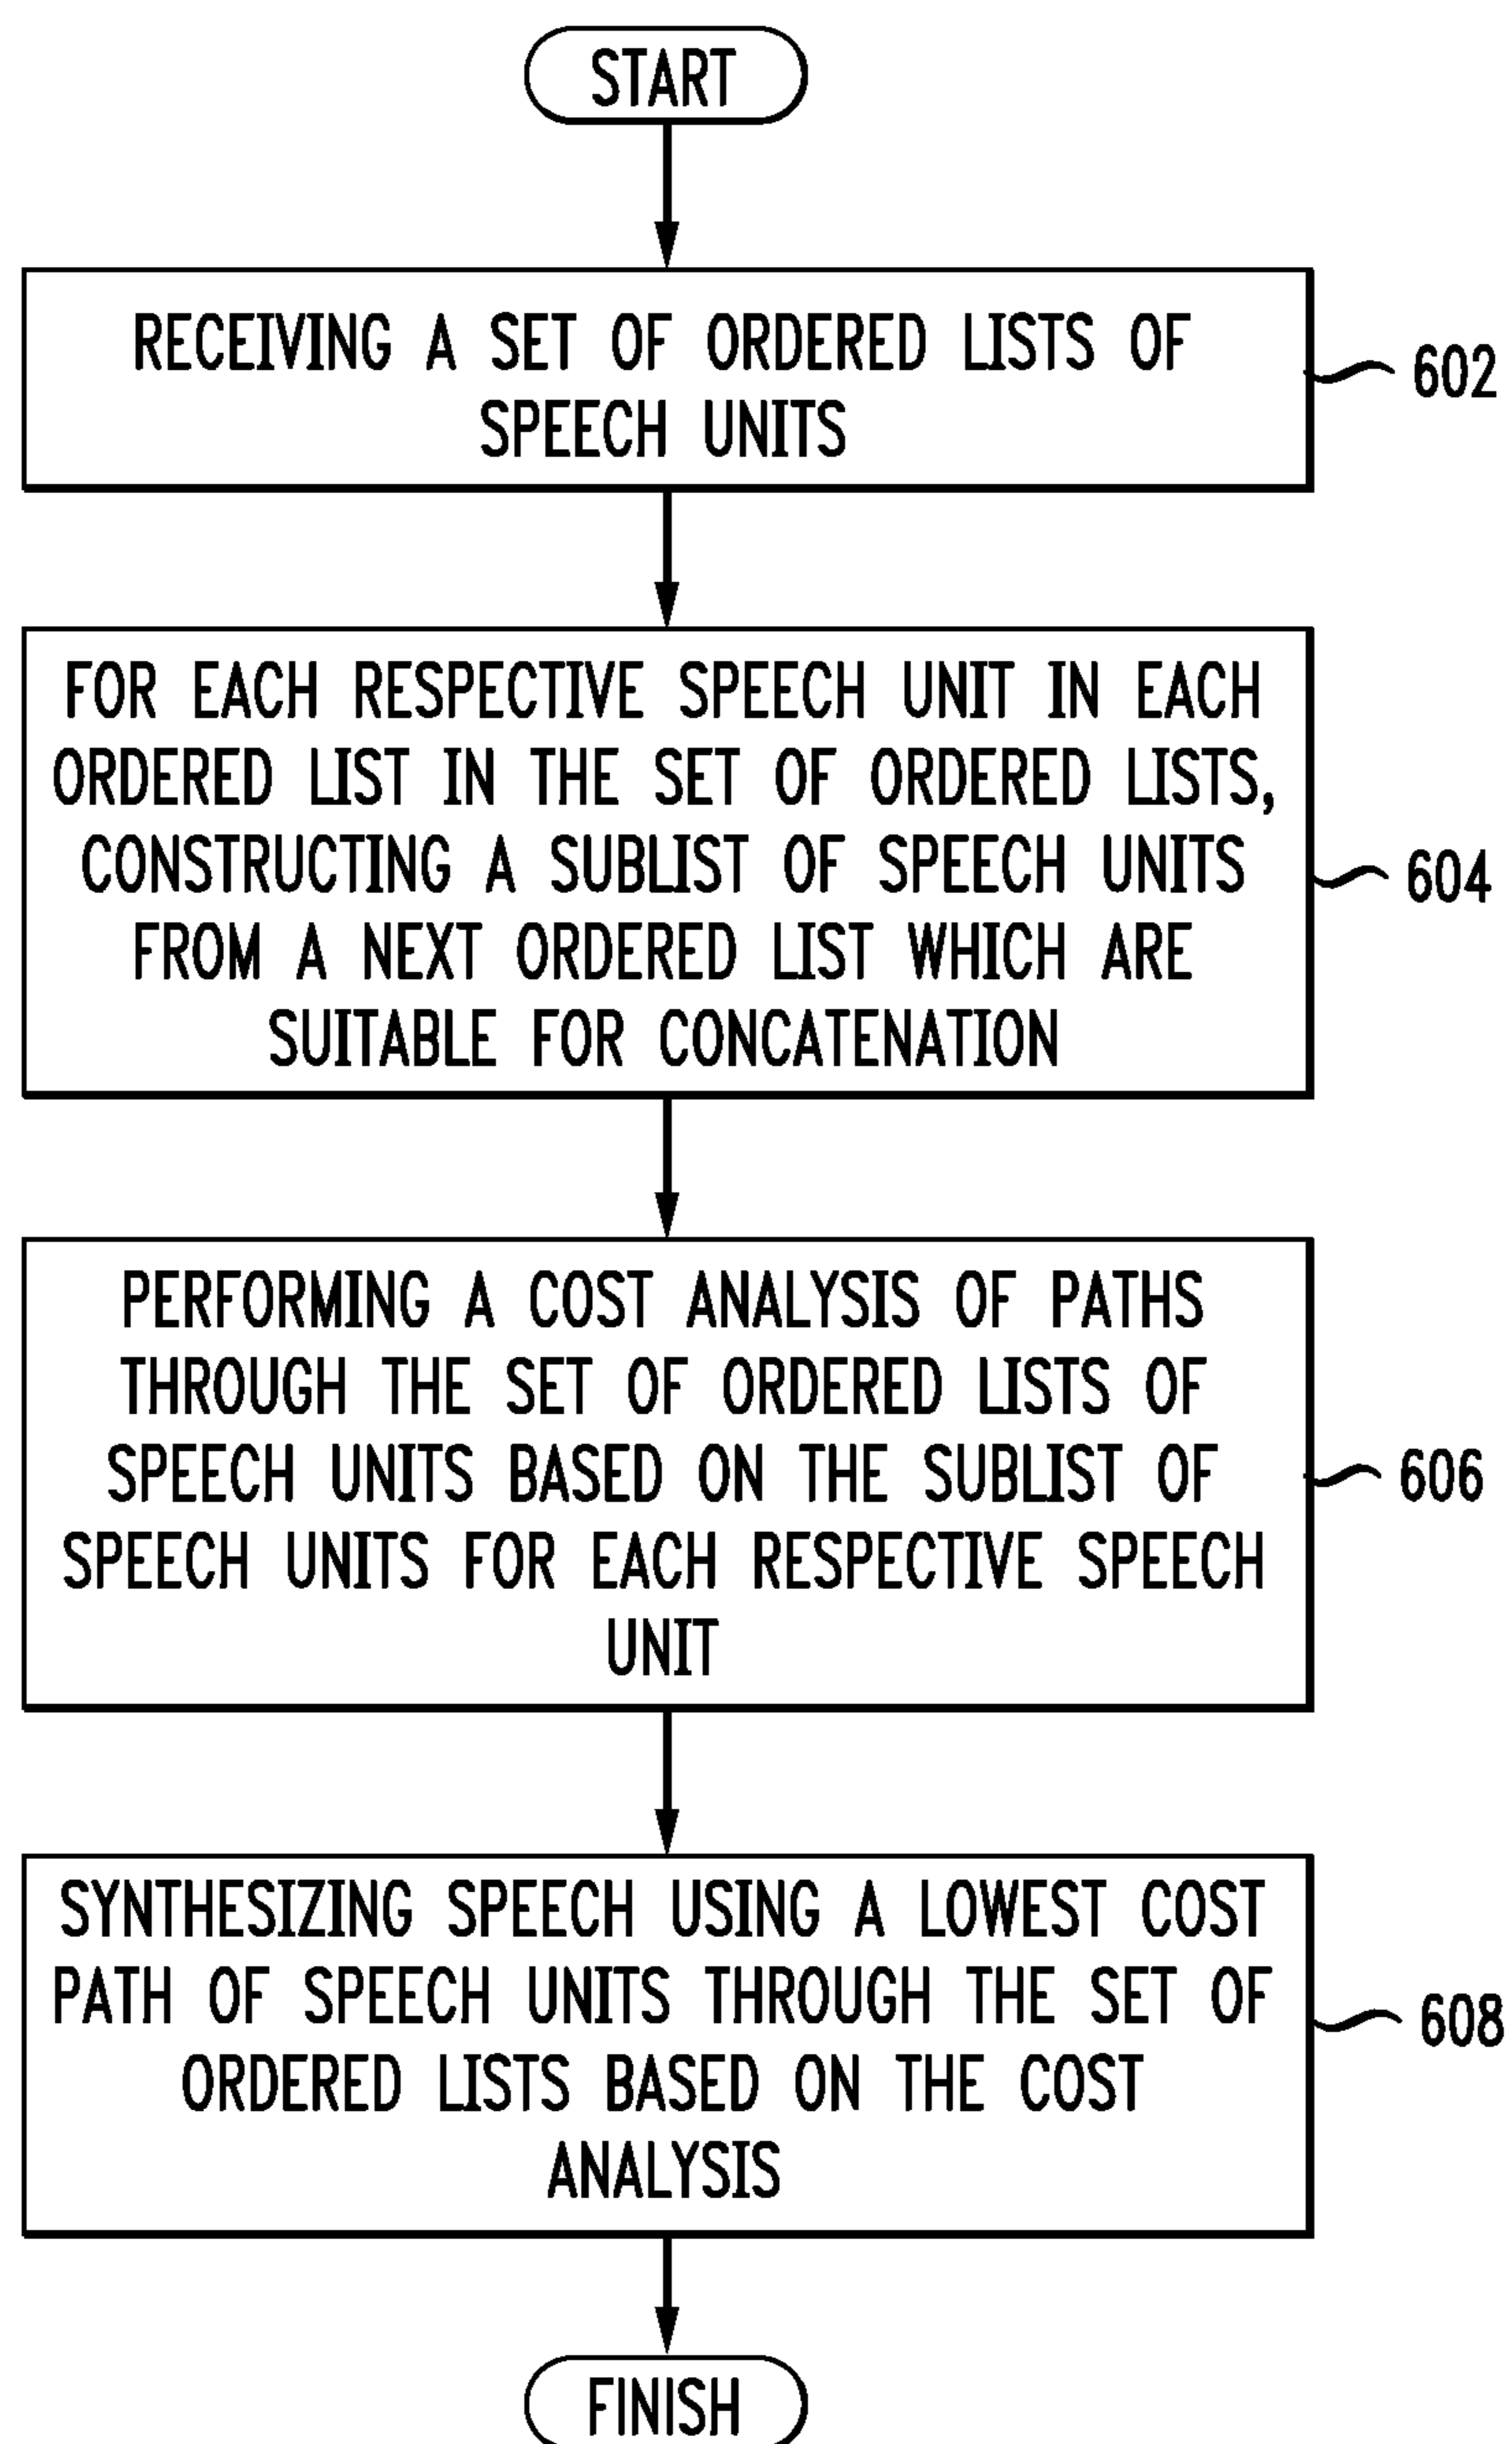 START
RECEIVING A SET OF ORDERED LISTS OF
SPEECH UNITS
602
FOR EACH RESPECTIVE SPEECH UNIT IN EACH
ORDERED LIST IN THE SET OF ORDERED LISTS,
CONSTRUCTING A SUBLIST OF SPEECH UNITS
FROM A NEXT ORDERED LIST WHICH ARE
SUITABLE FOR CONCATENATION
604
PERFORMING A COST ANALYSIS OF PATHS
THROUGH THE SET OF ORDERED LISTS OF
SPEECH UNITS BASED ON THE SUBLIST OF
SPEECH UNITS FOR EACH RESPECTIVE SPEECH
UNIT
606
SYNTHESIZING SPEECH USING A LOWEST COST
PATH OF SPEECH UNITS THROUGH THE SET OF
ORDERED LISTS BASED ON THE COST
ANALYSIS
608
FINISH